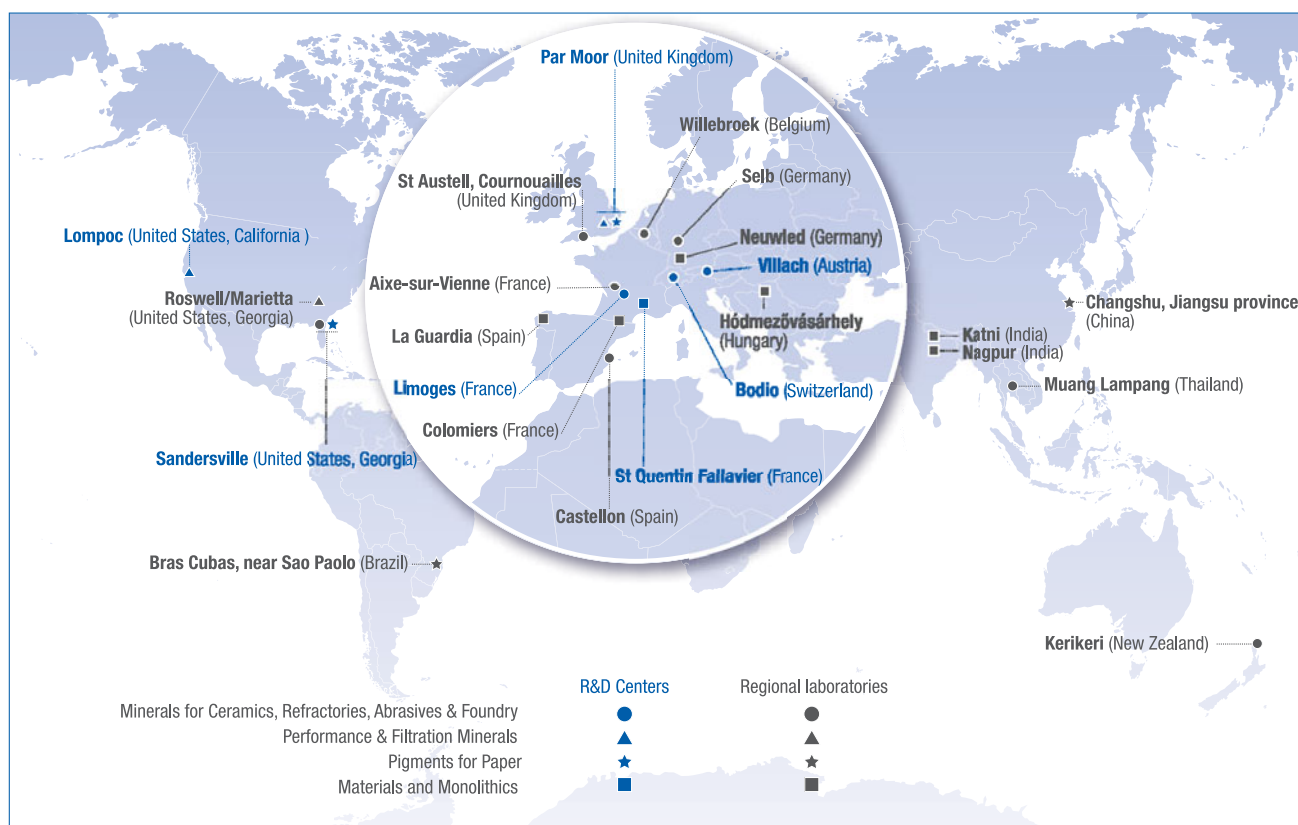 Par Moor (United Kingdom)
Willebroek (Belgium)
St Austell, Cournouailles
(United Kingdom)
Selb (Germany)
Lompoc (United States, California )
Neuwled (Germany)
Villach (Austria)
Aixe-sur-Vienne (France)
Roswell/Marietta
(United States, Georgia)
Changshu, Jiangsu province
(China)
Hódmezővásárhely
(Hungary)
La Guardia (Spain)
Katni (India)
Nagpur (India)
Limoges (France)
Bodio (Switzerland)
Muang Lampang (Thailand)
Colomiers (France)
Sandersville (United States, Georgia)
St Quentin Fallavier (France)
Castellon (Spain)
Bras Cubas, near Sao Paolo (Brazil)
Kerikeri (New Zealand)
R&D Centers Regional laboratories
Minerals for Ceramics, Refractories, Abrasives & Foundry
Performance & Filtration Minerals
Pigments for Paper
Materials and Monolithics